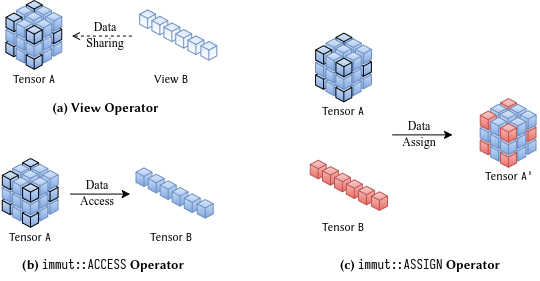 Data
Sharing
Tensor A
View B
(a) View Operator
Data
Access
Tensor A
Tensor B
(b) immut::ACCESS Operator
Tensor A
Data
Assign
Tensor A'
Tensor B
(c) immut::ASSIGN Operator